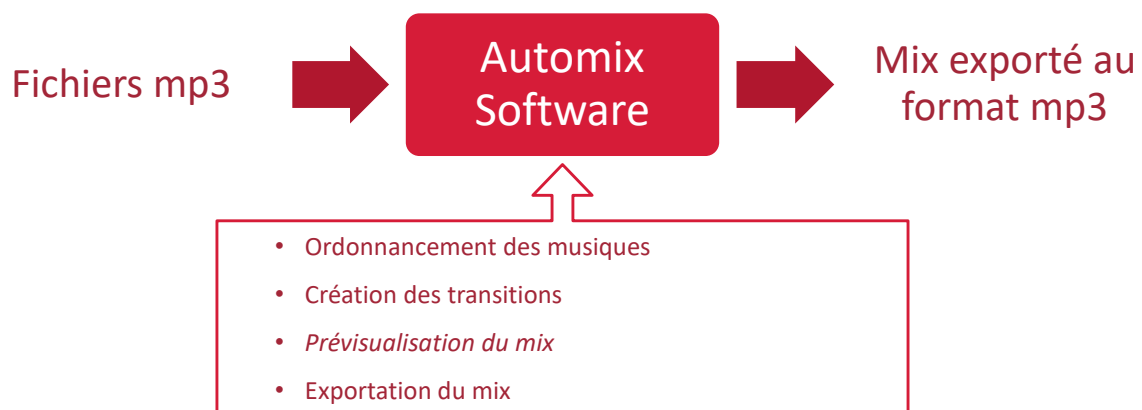 Fichiers mp3
Automix
Software
Mix exporté au
format mp3
• Ordonnancement des musiques
• Création des transitions
• Prévisualisation du mix
• Exportation du mix